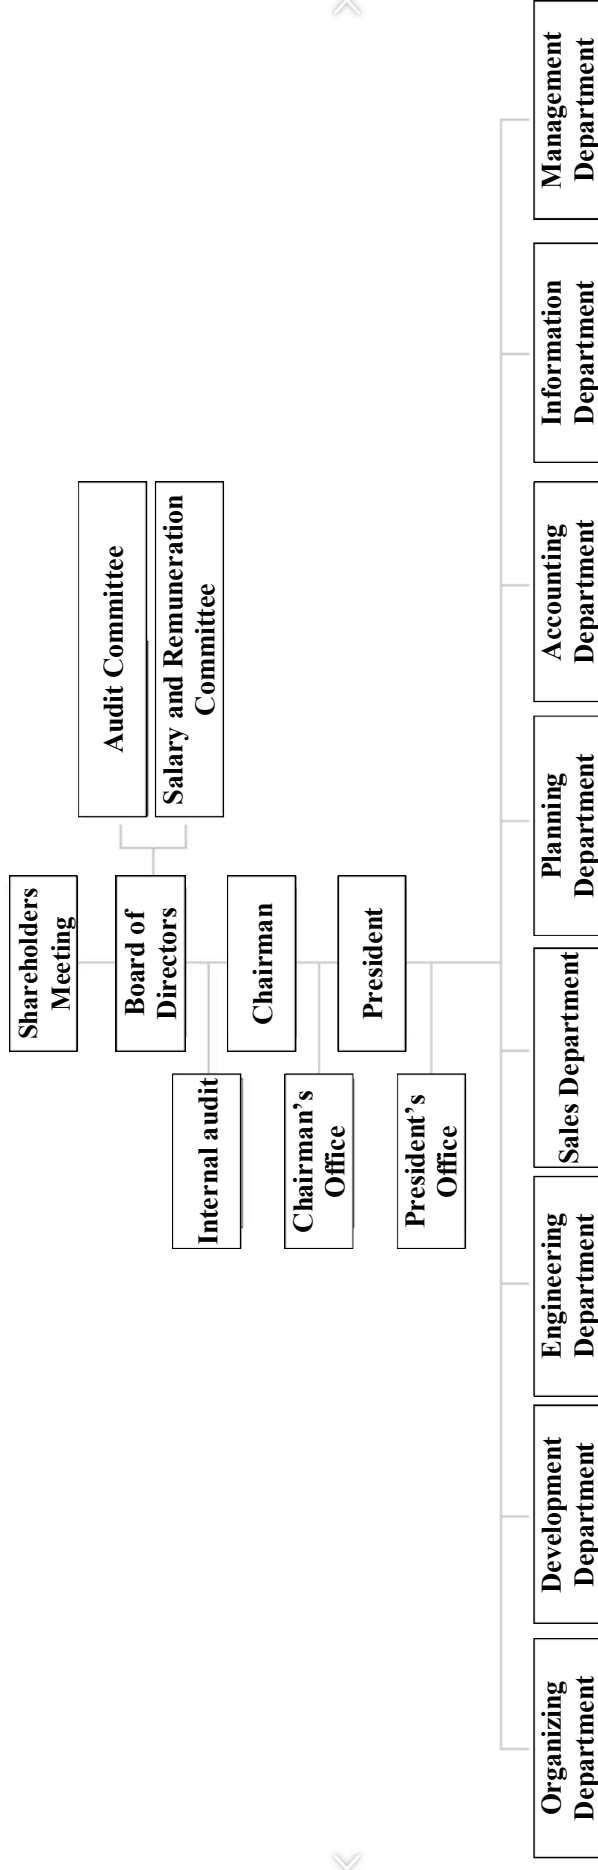 Shareholders
Meeting
Audit Committee
Board of
Directors
Salary and Remuneration
Committee
Internal audit
Chairman
Chairman’s
Office
President
President’s
Office
Organizing
Department
Development
Department
Engineering
Department
Sales Department
Planning
Department
Accounting
Department
Information
Department
Management
Department